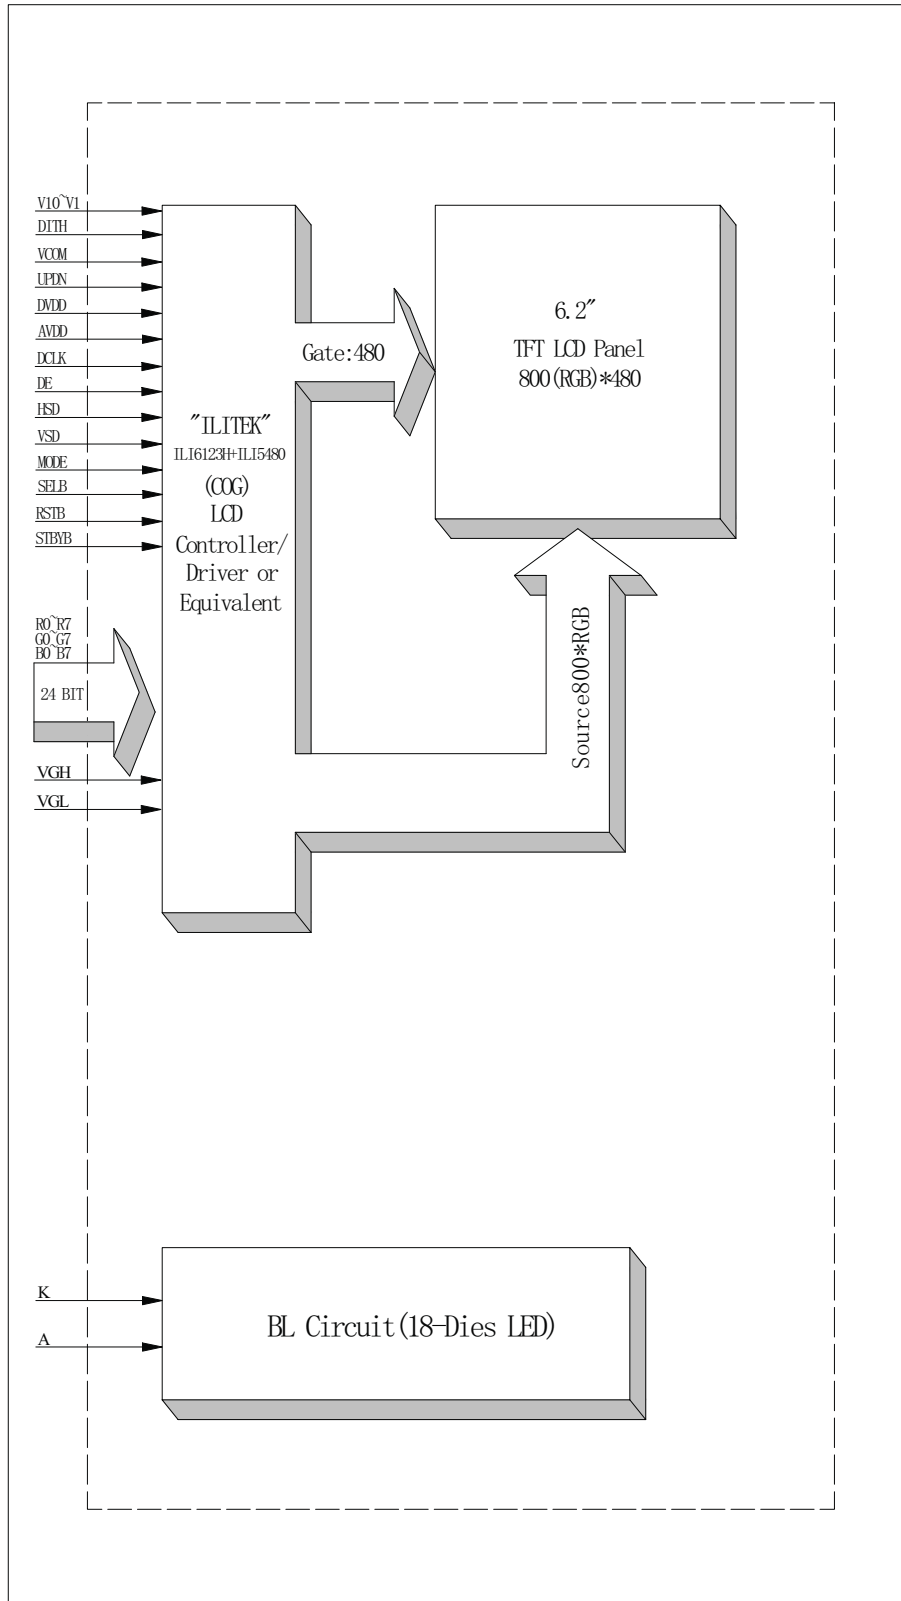 V10~V1
DITH
VCOM
UPDN
DVDD
AVDD
DCLK
DE
HSD
VSD
MODE
SELB
RSTB
STBYB
R0~R7
G0~G7
B0~B7
24 BIT
VGH
VGL
"ILITEK"
ILI6123H+ILI5480
(COG)
LCD
Controller/
Driver or
Equivalent
Gate:480
6.2"
TFT LCD Panel
800(RGB)*480
Source800*RGB
K
A
BL Circuit(18-Dies LED)